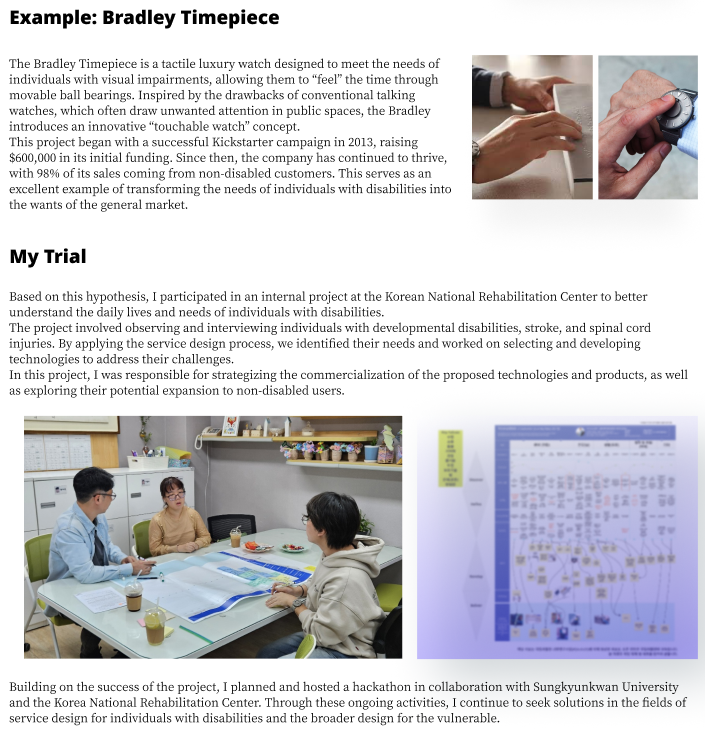 Example: Bradley Timepiece
The Bradley Timepiece is a tactile luxury watch designed to meet the needs of
individuals with visual impairments, allowing them to “feel” the time through
movable ball bearings. Inspired by the drawbacks of conventional talking
watches, which often draw unwanted attention in public spaces, the Bradley
introduces an innovative “touchable watch” concept.
This project began with a successful Kickstarter campaign in 2013, raising
$600,000 in its initial funding. Since then, the company has continued to thrive,
with 98% of its sales coming from non-disabled customers. This serves as an
excellent example of transforming the needs of individuals with disabilities into
the wants of the general market.
My Trial
Based on this hypothesis, I participated in an internal project at the Korean National Rehabilitation Center to better
understand the daily lives and needs of individuals with disabilities.
The project involved observing and interviewing individuals with developmental disabilities, stroke, and spinal cord
injuries. By applying the service design process, we identified their needs and worked on selecting and developing
technologies to address their challenges.
In this project, I was responsible for strategizing the commercialization of the proposed technologies and products, as well
as exploring their potential expansion to non-disabled users.
Building on the success of the project, I planned and hosted a hackathon in collaboration with Sungkyunkwan University
and the Korea National Rehabilitation Center. Through these ongoing activities, I continue to seek solutions in the fields of
service design for individuals with disabilities and the broader design for the vulnerable.